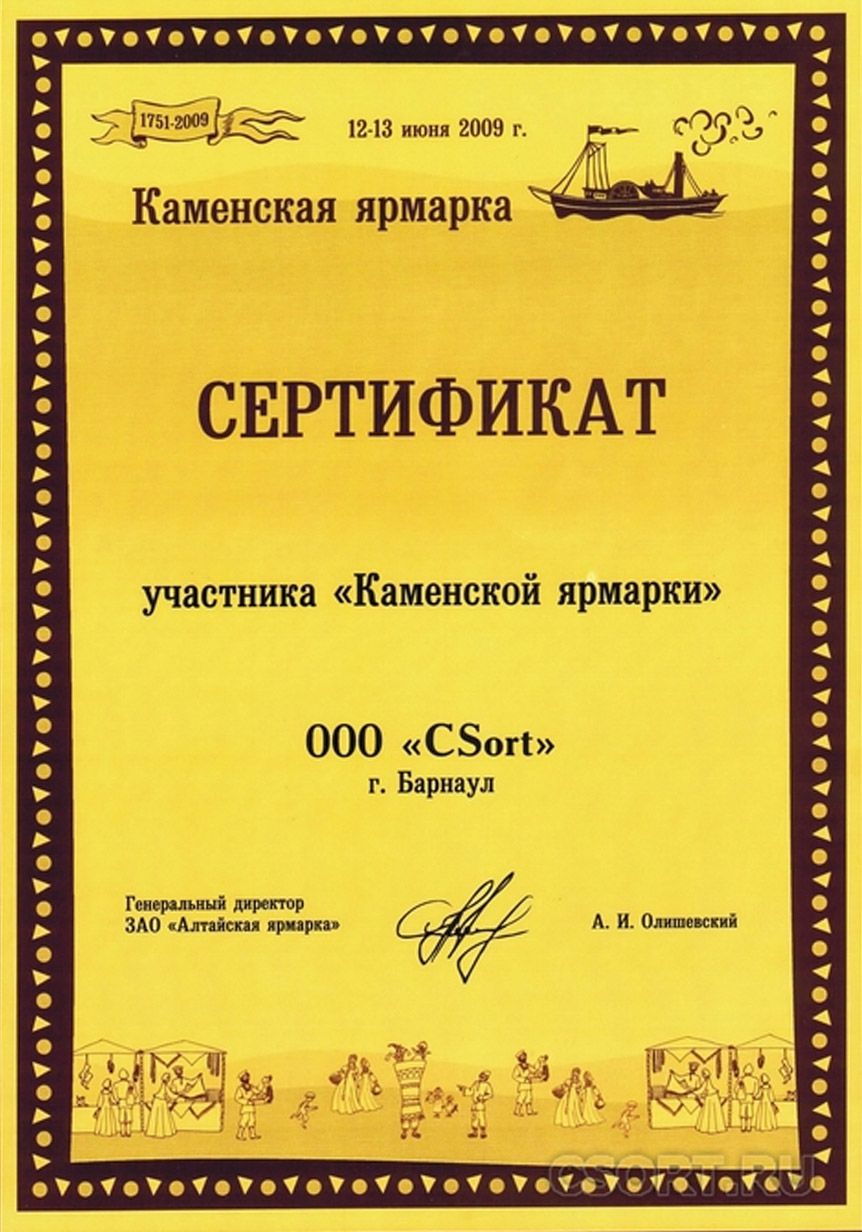 1751-2009
12-13 июня 2009 г.
Каменская ярмарка
СЕРТИФИКАТ
участника «Каменской ярмарки»
ООО «CSort»
г. Барнаул
Генеральный директор
ЗАО «Алтайская ярмарка»
А. И. Олишевский
CSORT.RU